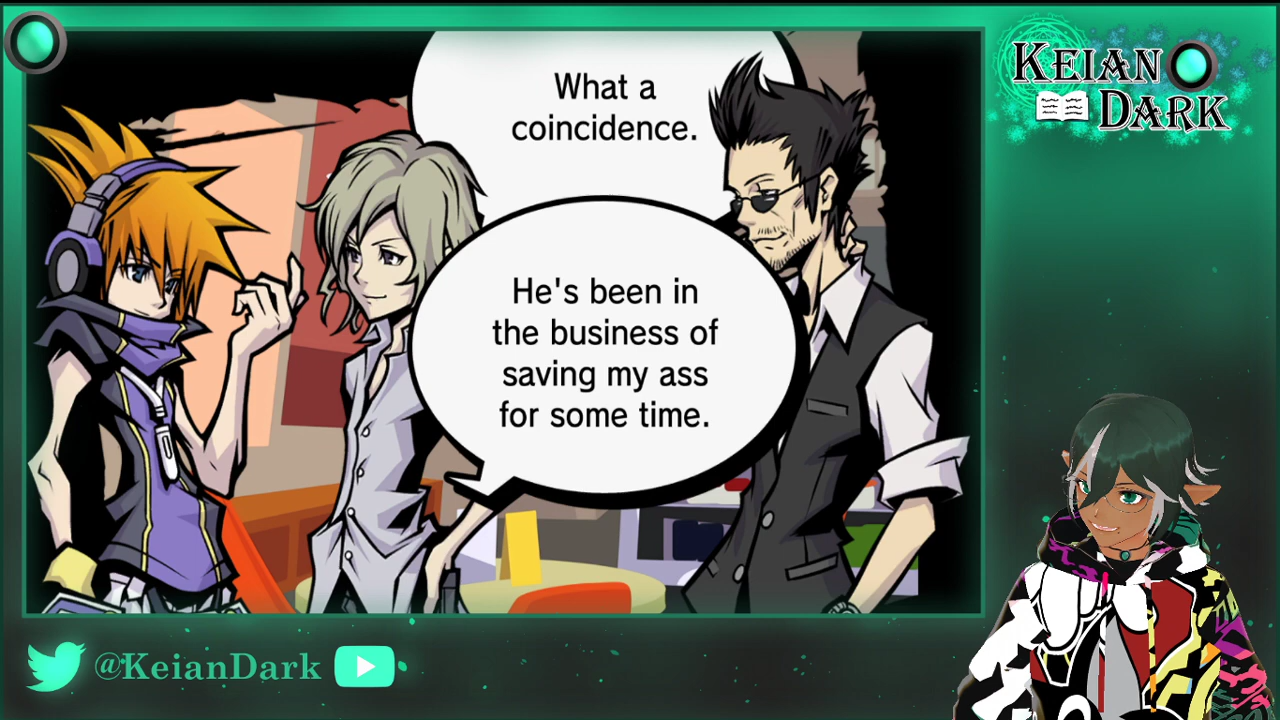 What a
coincidence.
He's been in
the business of
saving my ass
for some time.
KEIAN
DARK
@KeianDark